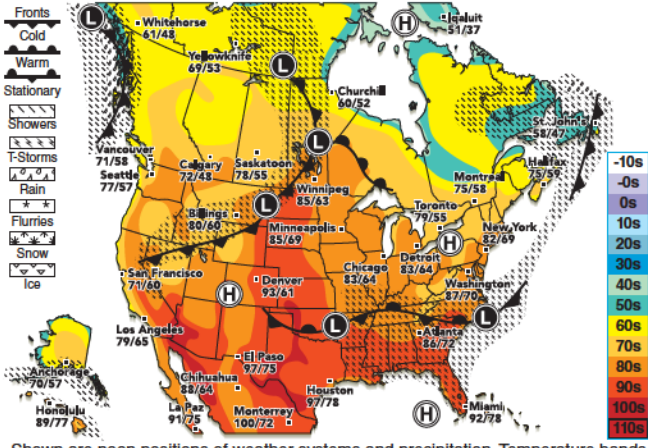 Fronts
Cold
Warm
Stationary
Showers
T-Storms
Rain
Flurries
Snow
Ice
L
Whitehorse
61/48
H
Iqaluit
51/37
Yellowknife
69/53
L
Churchill
60/52
St. John's
58/47
L
Vancouver
71/58
Seattle
77/57
Calgary
72/48
Saskatoon
78/55
Winnipeg
85/63
Montreal
75/58
Halifax
75/59
Billings
80/60
L
Minneapolis
85/69
Toronto
79/55
New York
82/69
H
Detroit
83/64
Chicago
83/64
San Francisco
71/60
H
Denver
93/61
Washington
87/70
Los Angeles
79/65
L
Atlanta
86/72
L
El Paso
97/75
Chihuahua
88/64
Houston
97/78
La Paz
91/75
Monterrey
100/72
H
Miami
92/78
Anchorage
70/57
Honolulu
89/77
-10s
-0s
0s
10s
20s
30s
40s
50s
60s
70s
80s
90s
100s
110s
Shown are noon positions of weather systems and precipitation. Temperature bands